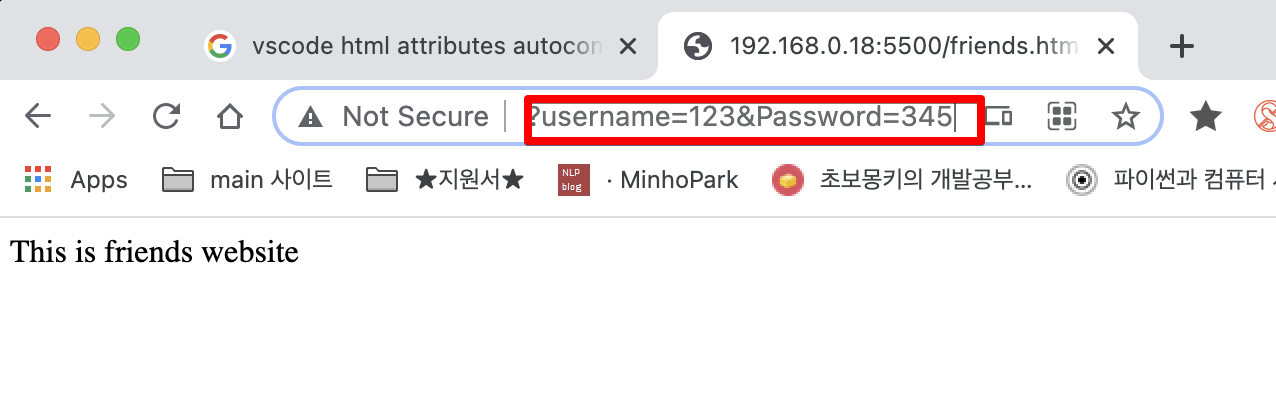 vscode html attributes autocon
192.168.0.18:5500/friends.htm
Not Secure ?username=123&Password=345
Apps main 사이트 ★지원서★ NLP blog · MinhoPark 초보몽키의 개발공부... 파이썬과 컴퓨터 시
This is friends website